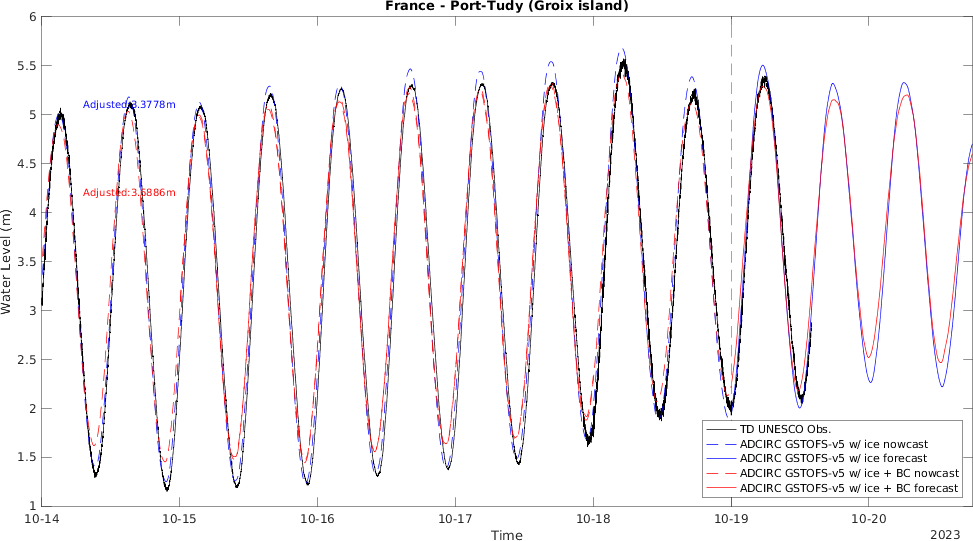 France - Port-Tudy (Groix island)
6
5.5
5
4.5
4
3.5
3
2.5
2
1.5
1
Water Level (m)
Adjusted:3.3778m
Adjusted:3.6886m
TD UNESCO Obs.
ADCIRC GSTOFS-v5 w/ ice nowcast
ADCIRC GSTOFS-v5 w/ ice forecast
ADCIRC GSTOFS-v5 w/ ice + BC nowcast
ADCIRC GSTOFS-v5 w/ ice + BC forecast
10-14 10-15 10-16 10-17 10-18 10-19 10-20
Time
2023